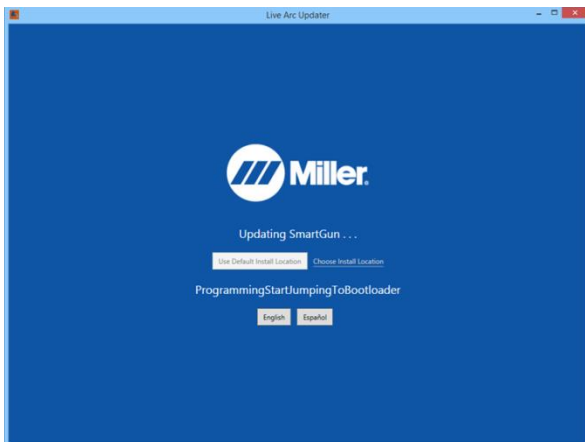 Live Arc Updater
Miller.
Updating SmartGun . . .
Use Default Install Location Choose Install Location
ProgrammingStartJumpingToBootloader
English Español